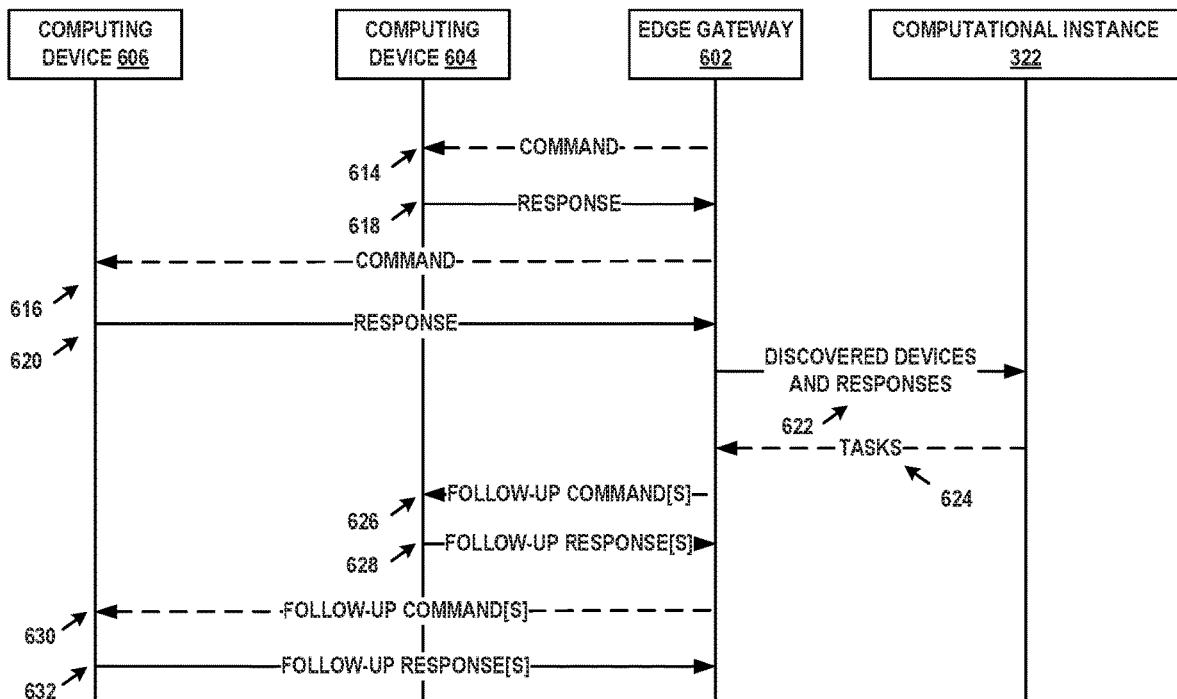 COMPUTING
DEVICE 606
COMPUTING
DEVICE 604
EDGE GATEWAY
602
COMPUTATIONAL INSTANCE
322
COMMAND
614
RESPONSE
618
COMMAND
616
RESPONSE
620
DISCOVERED DEVICES
AND RESPONSES
622
TASKS
624
FOLLOW-UP COMMAND[S]
626
FOLLOW-UP RESPONSE[S]
628
FOLLOW-UP COMMAND[S]
630
FOLLOW-UP RESPONSE[S]
632